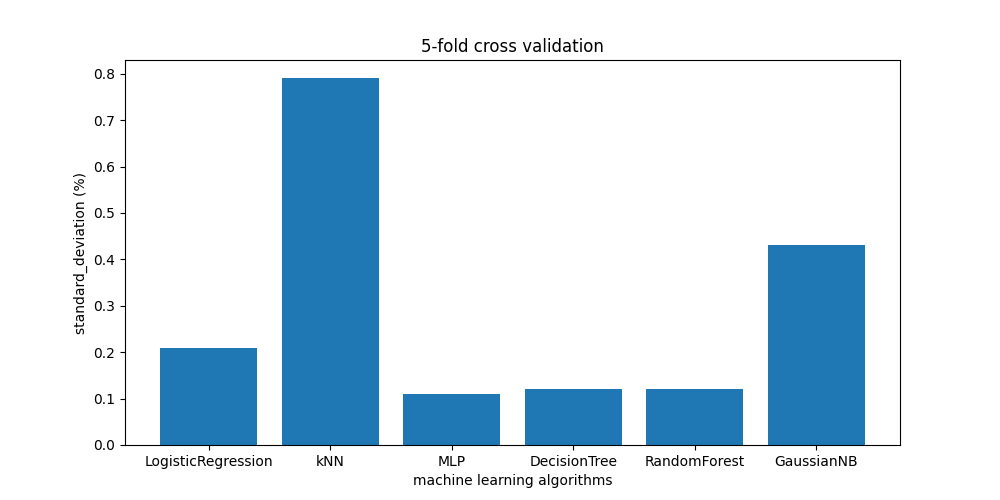 5-fold cross validation
standard_deviation (%)
0.8
0.7
0.6
0.5
0.4
0.3
0.2
0.1
0.0
LogisticRegression kNN MLP DecisionTree RandomForest GaussianNB
machine learning algorithms